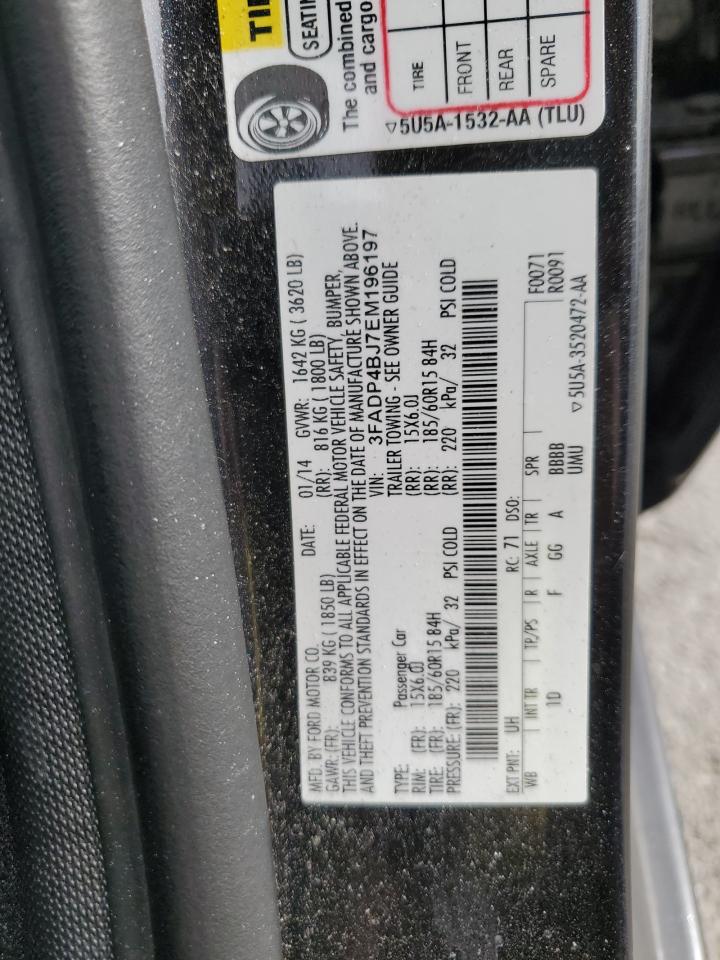 TIRE
SEATING
The combined
and cargo
TIRE
FRONT
REAR
SPARE
▽5U5A-1532-AA (TLU)
MFD. BY FORD MOTOR CO. DATE: 01/14 GVWR: 1642 KG ( 3620 LB)
GAWR: (FR): 839 KG ( 1850 LB) (RR): 816 KG ( 1800 LB)
THIS VEHICLE CONFORMS TO ALL APPLICABLE FEDERAL MOTOR VEHICLE SAFETY, BUMPER,
AND THEFT PREVENTION STANDARDS IN EFFECT ON THE DATE OF MANUFACTURE SHOWN ABOVE.
VIN: 3FADP4BJ7EM196197
TYPE: Passenger Car TRAILER TOWING - SEE OWNER GUIDE
RIM: (FR): 15X6.0J (RR): 15X6.0J
TIRE: (FR): 185/60R15 84H (RR): 185/60R15 84H
PRESSURE: (FR): 220 kPa/ 32 PSI COLD (RR): 220 kPa/ 32 PSI COLD
EXT PNT: UH RC: 71 DSO: F0071
WB INT TR TP/PS R AXLE TR SPR R0091
1D F GG A BBBB
UMU
▽5U5A-3520472-AA